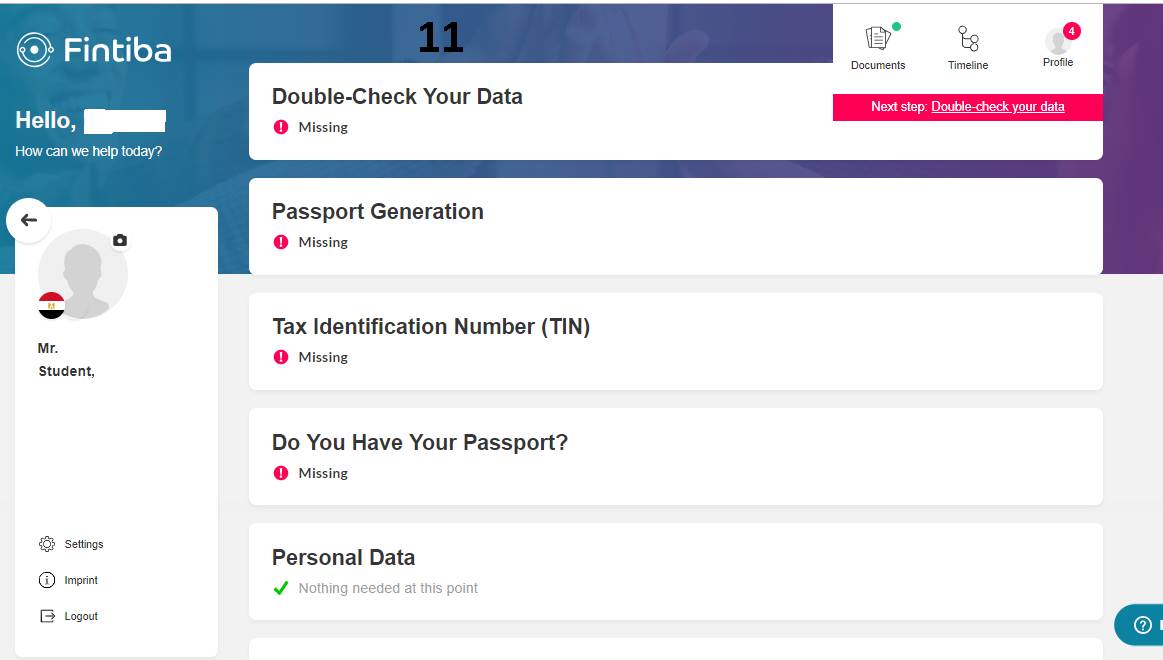 Fintiba
11
Documents
Timeline
4
Profile
Next step: Double-check your data
Hello,
How can we help today?
Double-Check Your Data
Missing
Passport Generation
Missing
Tax Identification Number (TIN)
Missing
Do You Have Your Passport?
Missing
Personal Data
Nothing needed at this point
Mr.
Student,
Settings
Imprint
Logout